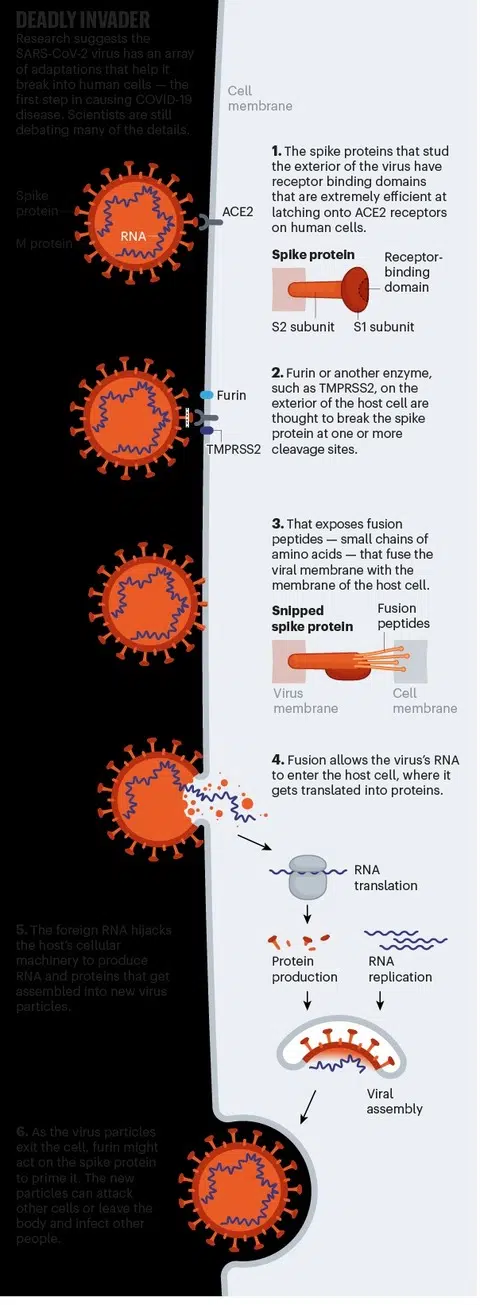 DEADLY INVADER
Research suggests the
SARS-CoV-2 virus has an array
of adaptations that help it
break into human cells — the
first step in causing COVID-19
disease. Scientists are still
debating many of the details.
Cell
membrane
Spike
protein
M protein
RNA
ACE2
1. The spike proteins that stud
the exterior of the virus have
receptor binding domains
that are extremely efficient at
latching onto ACE2 receptors
on human cells.
Spike protein
Receptor-
binding
domain
S2 subunit
S1 subunit
Furin
TMPRSS2
2. Furin or another enzyme,
such as TMPRSS2, on the
exterior of the host cell are
thought to break the spike
protein at one or more
cleavage sites.
3. That exposes fusion
peptides — small chains of
amino acids — that fuse the
viral membrane with the
membrane of the host cell.
Snipped
spike protein
Fusion
peptides
Virus
membrane
Cell
membrane
4. Fusion allows the virus's RNA
to enter the host cell, where it
gets translated into proteins.
RNA
translation
Protein
production
RNA
replication
5. The foreign RNA hijacks
the host's cellular
machinery to produce
RNA and proteins that get
assembled into new virus
particles.
Viral
assembly
6. As the virus particles
exit the cell, furin might
act on the spike protein
to prime it. The new
particles can attack
other cells or leave the
body and infect other
people.